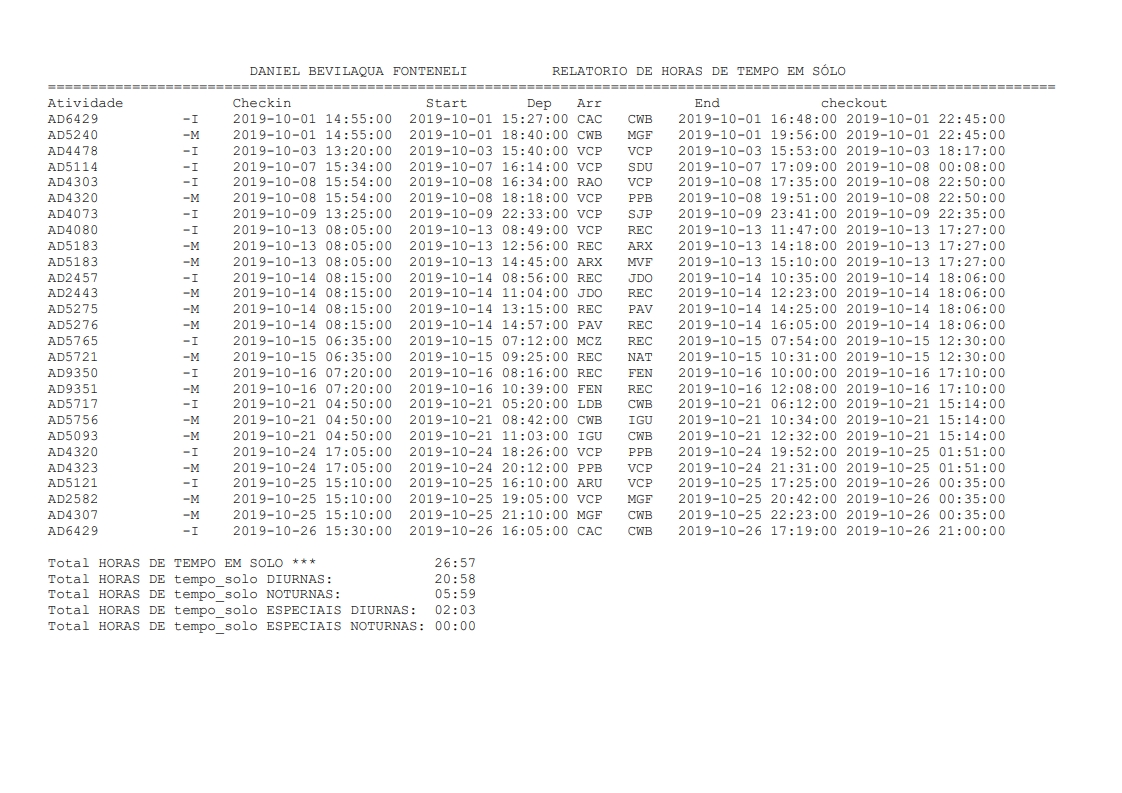 DANIEL BEVILAQUA FONTENELI RELATORIO DE HORAS DE TEMPO EM SÓLO
========================================================================================================================
Atividade Checkin Start Dep Arr End checkout
AD6429 -I 2019-10-01 14:55:00 2019-10-01 15:27:00 CAC CWB 2019-10-01 16:48:00 2019-10-01 22:45:00
AD5240 -M 2019-10-01 14:55:00 2019-10-01 18:40:00 CWB MGF 2019-10-01 19:56:00 2019-10-01 22:45:00
AD4478 -I 2019-10-03 13:20:00 2019-10-03 15:40:00 VCP VCP 2019-10-03 15:53:00 2019-10-03 18:17:00
AD5114 -I 2019-10-07 15:34:00 2019-10-07 16:14:00 VCP SDU 2019-10-07 17:09:00 2019-10-08 00:08:00
AD4303 -I 2019-10-08 15:54:00 2019-10-08 16:34:00 RAO VCP 2019-10-08 17:35:00 2019-10-08 22:50:00
AD4320 -M 2019-10-08 15:54:00 2019-10-08 18:18:00 VCP PPB 2019-10-08 19:51:00 2019-10-08 22:50:00
AD4073 -I 2019-10-09 13:25:00 2019-10-09 22:33:00 VCP SJP 2019-10-09 23:41:00 2019-10-09 22:35:00
AD4080 -I 2019-10-13 08:05:00 2019-10-13 08:49:00 VCP REC 2019-10-13 11:47:00 2019-10-13 17:27:00
AD5183 -M 2019-10-13 08:05:00 2019-10-13 12:56:00 REC ARX 2019-10-13 14:18:00 2019-10-13 17:27:00
AD5183 -M 2019-10-13 08:05:00 2019-10-13 14:45:00 ARX MVF 2019-10-13 15:10:00 2019-10-13 17:27:00
AD2457 -I 2019-10-14 08:15:00 2019-10-14 08:56:00 REC JDO 2019-10-14 10:35:00 2019-10-14 18:06:00
AD2443 -M 2019-10-14 08:15:00 2019-10-14 11:04:00 JDO REC 2019-10-14 12:23:00 2019-10-14 18:06:00
AD5275 -M 2019-10-14 08:15:00 2019-10-14 13:15:00 REC PAV 2019-10-14 14:25:00 2019-10-14 18:06:00
AD5276 -M 2019-10-14 08:15:00 2019-10-14 14:57:00 PAV REC 2019-10-14 16:05:00 2019-10-14 18:06:00
AD5765 -I 2019-10-15 06:35:00 2019-10-15 07:12:00 MCZ REC 2019-10-15 07:54:00 2019-10-15 12:30:00
AD5721 -M 2019-10-15 06:35:00 2019-10-15 09:25:00 REC NAT 2019-10-15 10:31:00 2019-10-15 12:30:00
AD9350 -I 2019-10-16 07:20:00 2019-10-16 08:16:00 REC FEN 2019-10-16 10:00:00 2019-10-16 17:10:00
AD9351 -M 2019-10-16 07:20:00 2019-10-16 10:39:00 FEN REC 2019-10-16 12:08:00 2019-10-16 17:10:00
AD5717 -I 2019-10-21 04:50:00 2019-10-21 05:20:00 LDB CWB 2019-10-21 06:12:00 2019-10-21 15:14:00
AD5756 -M 2019-10-21 04:50:00 2019-10-21 08:42:00 CWB IGU 2019-10-21 10:34:00 2019-10-21 15:14:00
AD5093 -M 2019-10-21 04:50:00 2019-10-21 11:03:00 IGU CWB 2019-10-21 12:32:00 2019-10-21 15:14:00
AD4320 -I 2019-10-24 17:05:00 2019-10-24 18:26:00 VCP PPB 2019-10-24 19:52:00 2019-10-25 01:51:00
AD4323 -M 2019-10-24 17:05:00 2019-10-24 20:12:00 PPB VCP 2019-10-24 21:31:00 2019-10-25 01:51:00
AD5121 -I 2019-10-25 15:10:00 2019-10-25 16:10:00 ARU VCP 2019-10-25 17:25:00 2019-10-26 00:35:00
AD2582 -M 2019-10-25 15:10:00 2019-10-25 19:05:00 VCP MGF 2019-10-25 20:42:00 2019-10-26 00:35:00
AD4307 -M 2019-10-25 15:10:00 2019-10-25 21:10:00 MGF CWB 2019-10-25 22:23:00 2019-10-26 00:35:00
AD6429 -I 2019-10-26 15:30:00 2019-10-26 16:05:00 CAC CWB 2019-10-26 17:19:00 2019-10-26 21:00:00
Total HORAS DE TEMPO EM SOLO *** 26:57
Total HORAS DE tempo_solo DIURNAS: 20:58
Total HORAS DE tempo_solo NOTURNAS: 05:59
Total HORAS DE tempo_solo ESPECIAIS DIURNAS: 02:03
Total HORAS DE tempo_solo ESPECIAIS NOTURNAS: 00:00